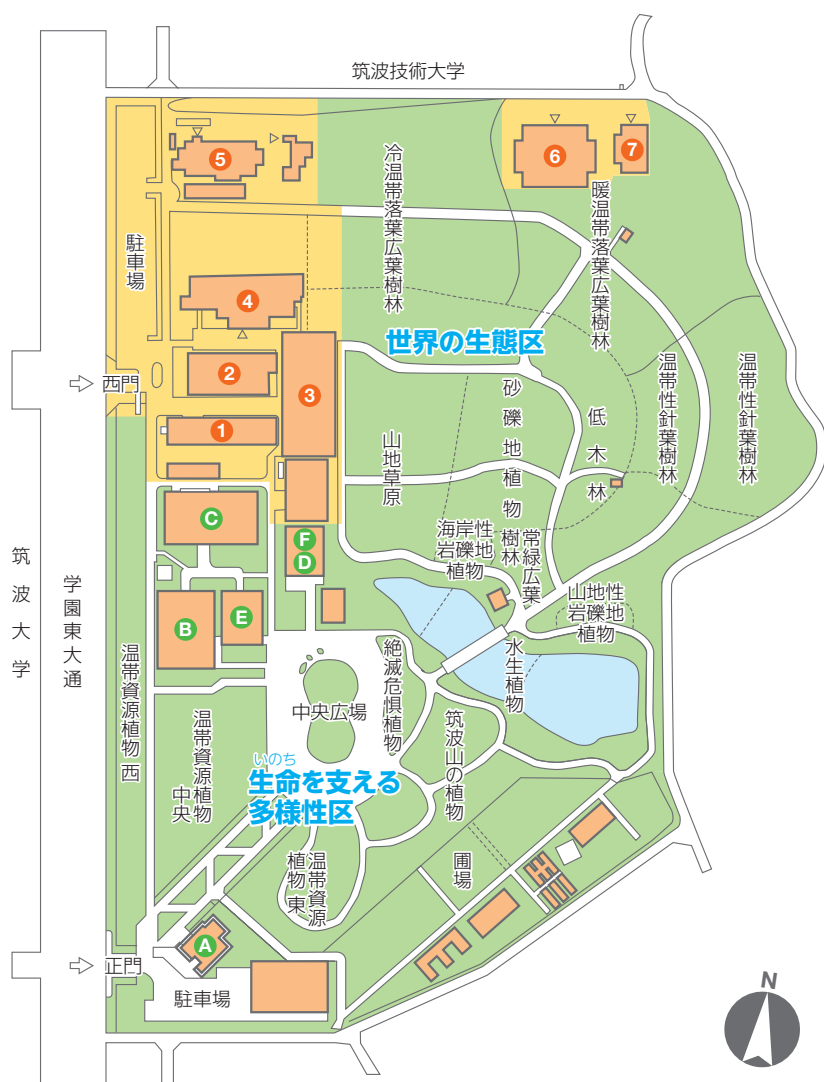 筑波技術大学
5
6
7
冷温帯落葉広葉樹林
暖温帯落葉広葉樹林
駐車場
4
世界の生態区
2
3
西門
1
砂礫地植物
低木林
温帯性針葉樹林
温帯性針葉樹林
山地草原
C
F
D
海岸性
岩礫地
植物
常緑広葉
樹林
B
E
山地性
岩礫地
植物
筑波大学
学園東大通
温帯資源植物 西
温帯資源植物
中央
中央広場
絶滅危惧植物
水生植物
筑波山の植物
いのち
生命を支える
多様性区
温帯資源
植物 東
圃場
A
正門
駐車場
N